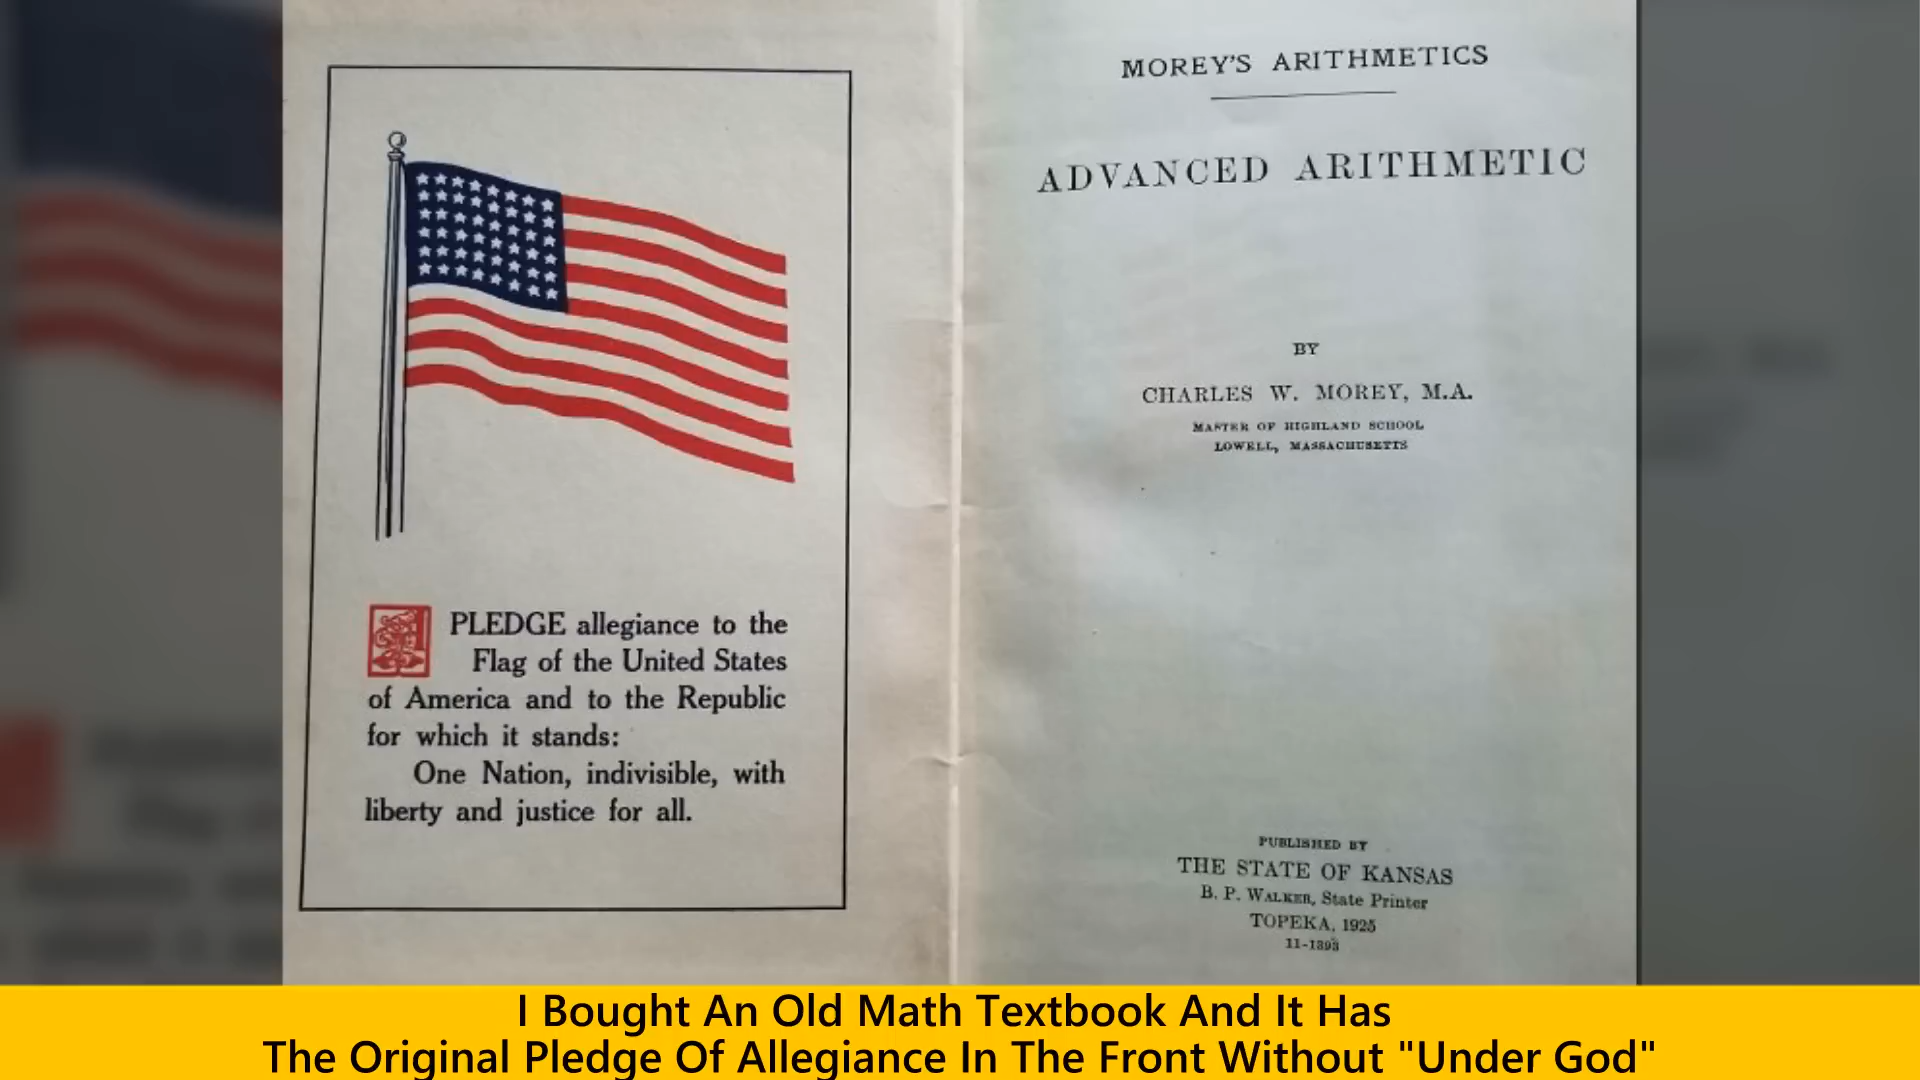 I PLEDGE allegiance to the
Flag of the United States
of America and to the Republic
for which it stands:
One Nation, indivisible, with
liberty and justice for all.
MOREY'S ARITHMETICS
ADVANCED ARITHMETIC
BY
CHARLES W. MOREY, M.A.
MASTER OF HIGHLAND SCHOOL
LOWELL, MASSACHUSETTS
PUBLISHED BY
THE STATE OF KANSAS
B. P. WALKER, State Printer
TOPEKA, 1925
11-1393
I Bought An Old Math Textbook And It Has
The Original Pledge Of Allegiance In The Front Without "Under God"